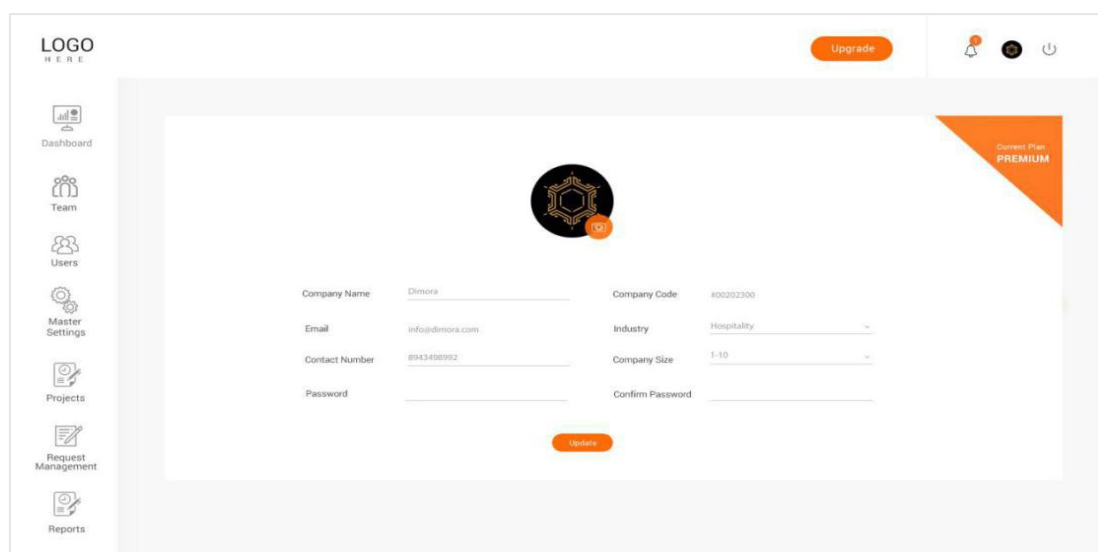 LOGO
HERE
Upgrade
1
Dashboard
Team
Users
Master
Settings
Projects
Request
Management
Reports
Current Plan
PREMIUM
Company Name
Dimora
Company Code
#00202300
Email
info@dimora.com
Industry
Hospitality
Contact Number
8943498992
Company Size
1-10
Password
Confirm Password
Update